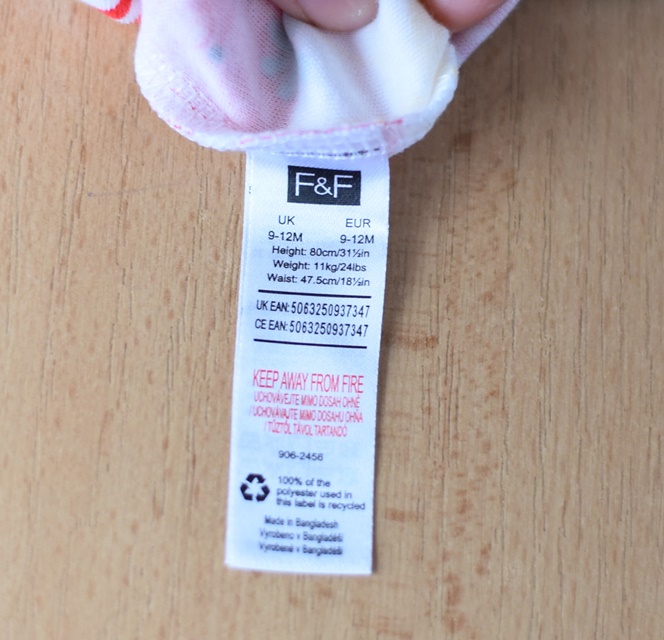 F&F
UK EUR
9-12M 9-12M
Height: 80cm/31½in
Weight: 11kg/24lbs
Waist: 47.5cm/18½in
UK EAN: 5063250937347
CE EAN: 5063250937347
KEEP AWAY FROM FIRE
UCHOVÁVEJTE MIMO DOSAH OHNĚ
/ UCHOVÁVAJTE MIMO DOSAHU OHŇA
/ TŰZTŐL TÁVOL TARTANDÓ
906-2456
100% of the
polyester used in
this label is recycled
Made in Bangladesh
Vyrobeno v Bangladéši
Vyrobené v Bangladéši